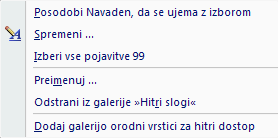 Posodobi Navaden, da se ujema z izborom
Spremeni ...
Izberi vse pojavitve 99
Preimenuj ...
Odstrani iz galerije »Hitri slogi«
Dodaj galerijo orodni vrstici za hitri dostop